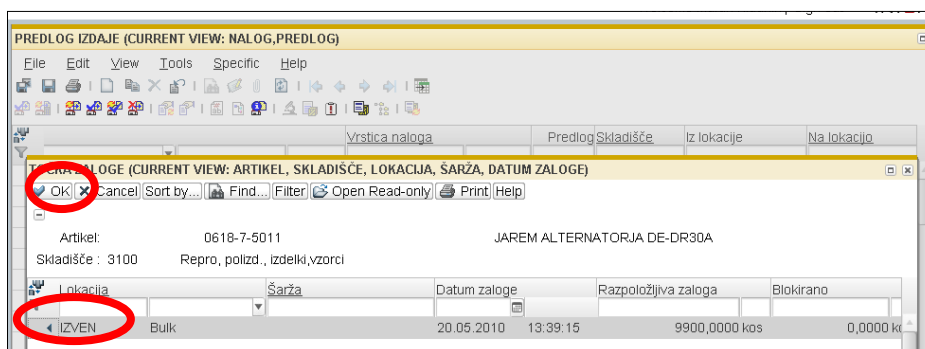 PREDLOG IZDAJE (CURRENT VIEW: NALOG,PREDLOG)
File Edit View Tools Specific Help
Vrstica naloga Predlog Skladišče Iz lokacije Na lokacijo
ZALOGE (CURRENT VIEW: ARTIKEL, SKLADIŠČE, LOKACIJA, ŠARŽA, DATUM ZALOGE)
OK Cancel Sort by... Find... Filter Open Read-only Print Help
Artikel: 0618-7-5011 JAREM ALTERNATORJA DE-DR30A
Skladišče : 3100 Repro, polizd., izdelki,vzorci
Lokacija Šarža Datum zaloge Razpoložljiva zaloga Blokirano
IZVEN Bulk 20.05.2010 13:39:15 9900,0000 kos 0,0000